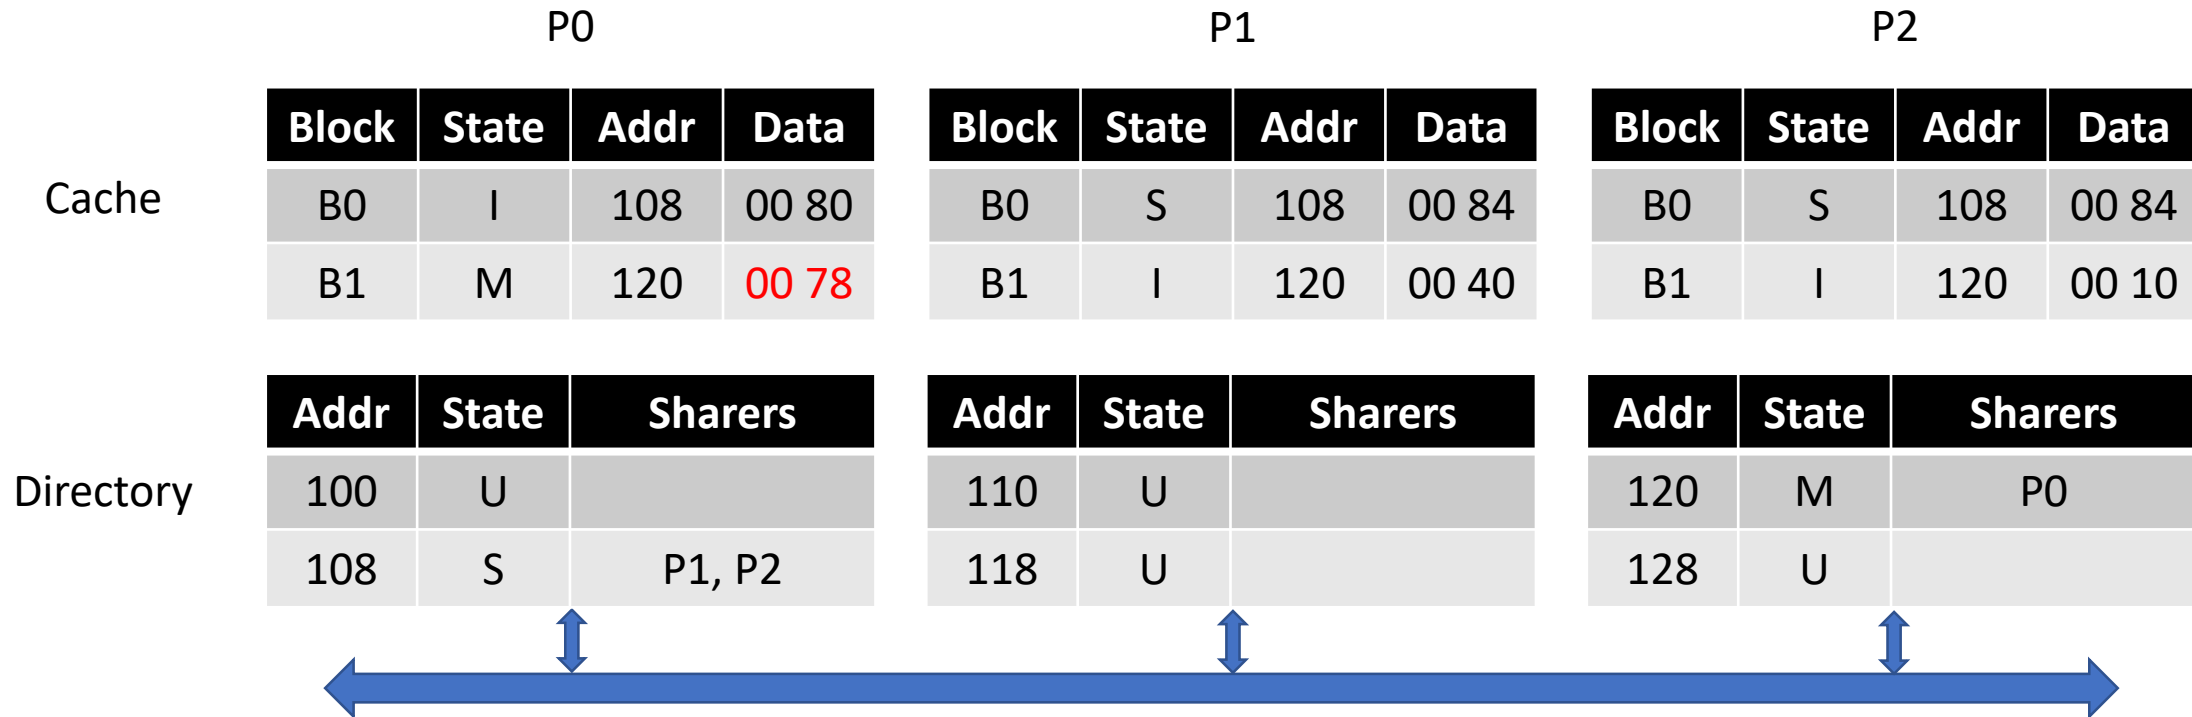 P0 P1 P2
Block State Addr Data Block State Addr Data Block State Addr Data
Cache B0 I 108 00 80 B0 S 108 00 84 B0 S 108 00 84
B1 M 120 00 78 B1 I 120 00 40 B1 I 120 00 10
Addr State Sharers Addr State Sharers Addr State Sharers
Directory 100 U 110 U 120 M P0
108 S P1, P2 118 U 128 U